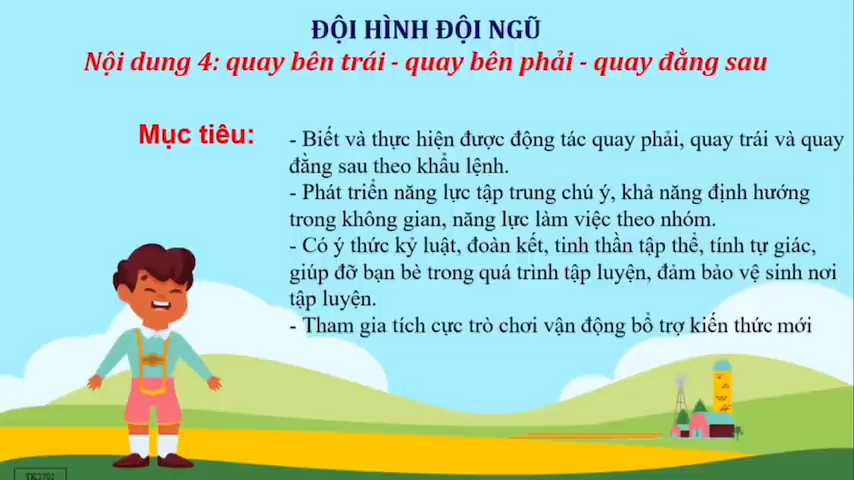 ĐỘI HÌNH ĐỘI NGŨ
Nội dung 4: quay bên trái - quay bên phải - quay đằng sau
Mục tiêu:
- Biết và thực hiện được động tác quay phải, quay trái và quay
đằng sau theo khẩu lệnh.
- Phát triển năng lực tập trung chú ý, khả năng định hướng
trong không gian, năng lực làm việc theo nhóm.
- Có ý thức kỷ luật, đoàn kết, tinh thần tập thể, tính tự giác,
giúp đỡ bạn bè trong quá trình tập luyện, đảm bảo vệ sinh nơi
tập luyện.
- Tham gia tích cực trò chơi vận động bổ trợ kiến thức mới